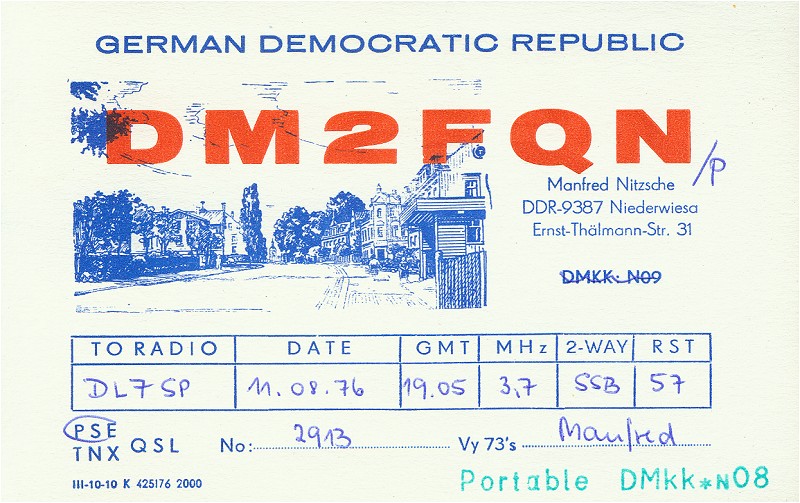 GERMAN DEMOCRATIC REPUBLIC
DM2FQN/p
Manfred Nitzsche
DDR-9387 Niederwiesa
Ernst-Thälmann-Str. 31
DMKK: N09
TO RADIO DATE GMT MHz 2-WAY RST
DL7SP 11.08.76 19.05 3,7 SSB 57
PSE
TNX QSL No: 2913 Vy 73's Manfred
III-10-10 K 425176 2000
Portable DMkk*N08